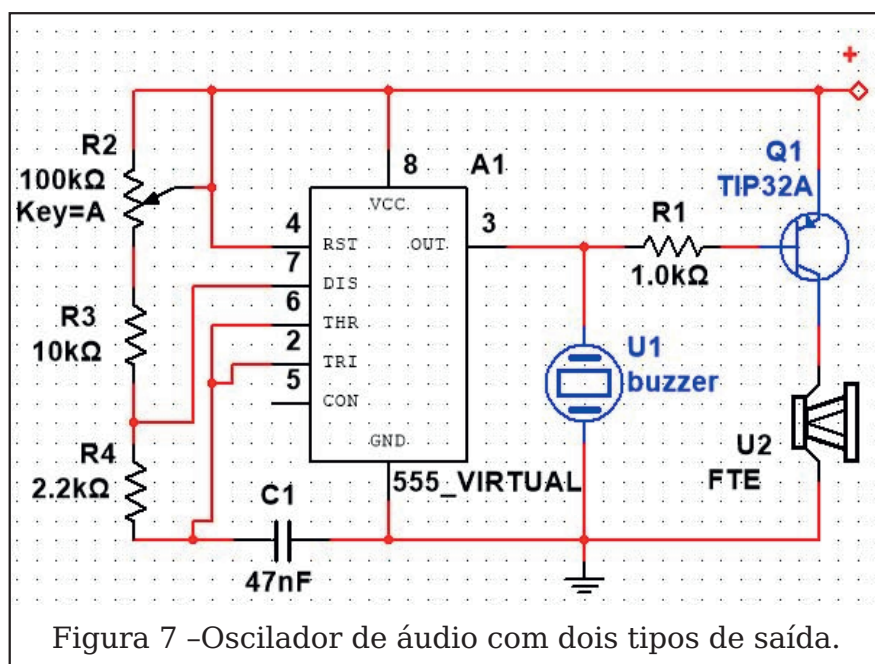 +
R2
100kΩ
Key=A
8
A1
Q1
TIP32A
VCC
4
RST
OUT
3
R1
1.0kΩ
7
DIS
6
THR
2
TRI
5
CON
R3
10kΩ
U1
buzzer
GND
R4
2.2kΩ
555_VIRTUAL
U2
FTE
C1
47nF
Figura 7 –Oscilador de áudio com dois tipos de saída.